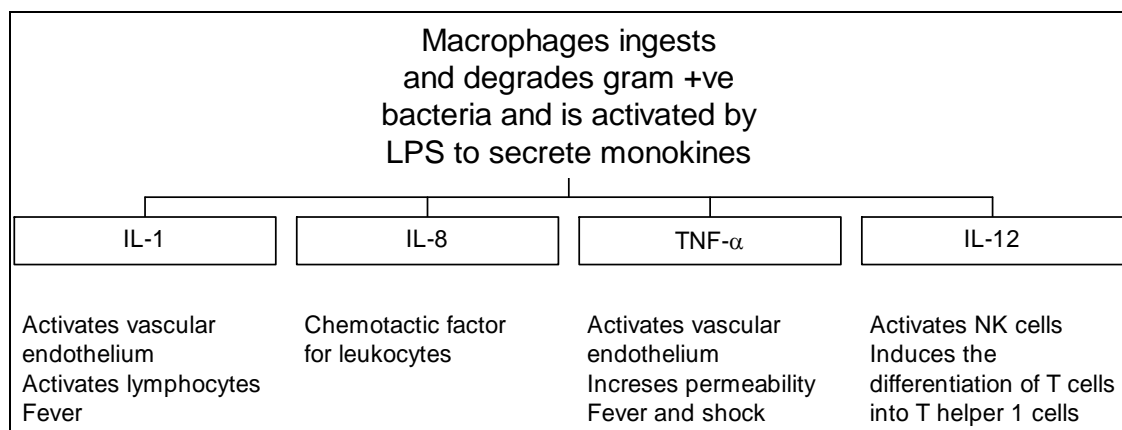 Macrophages ingests
and degrades gram +ve
bacteria and is activated by
LPS to secrete monokines
IL-1
IL-8
TNF-α
IL-12
Activates vascular
endothelium
Activates lymphocytes
Fever
Chemotactic factor
for leukocytes
Activates vascular
endothelium
Increses permeability
Fever and shock
Activates NK cells
Induces the
differentiation of T cells
into T helper 1 cells